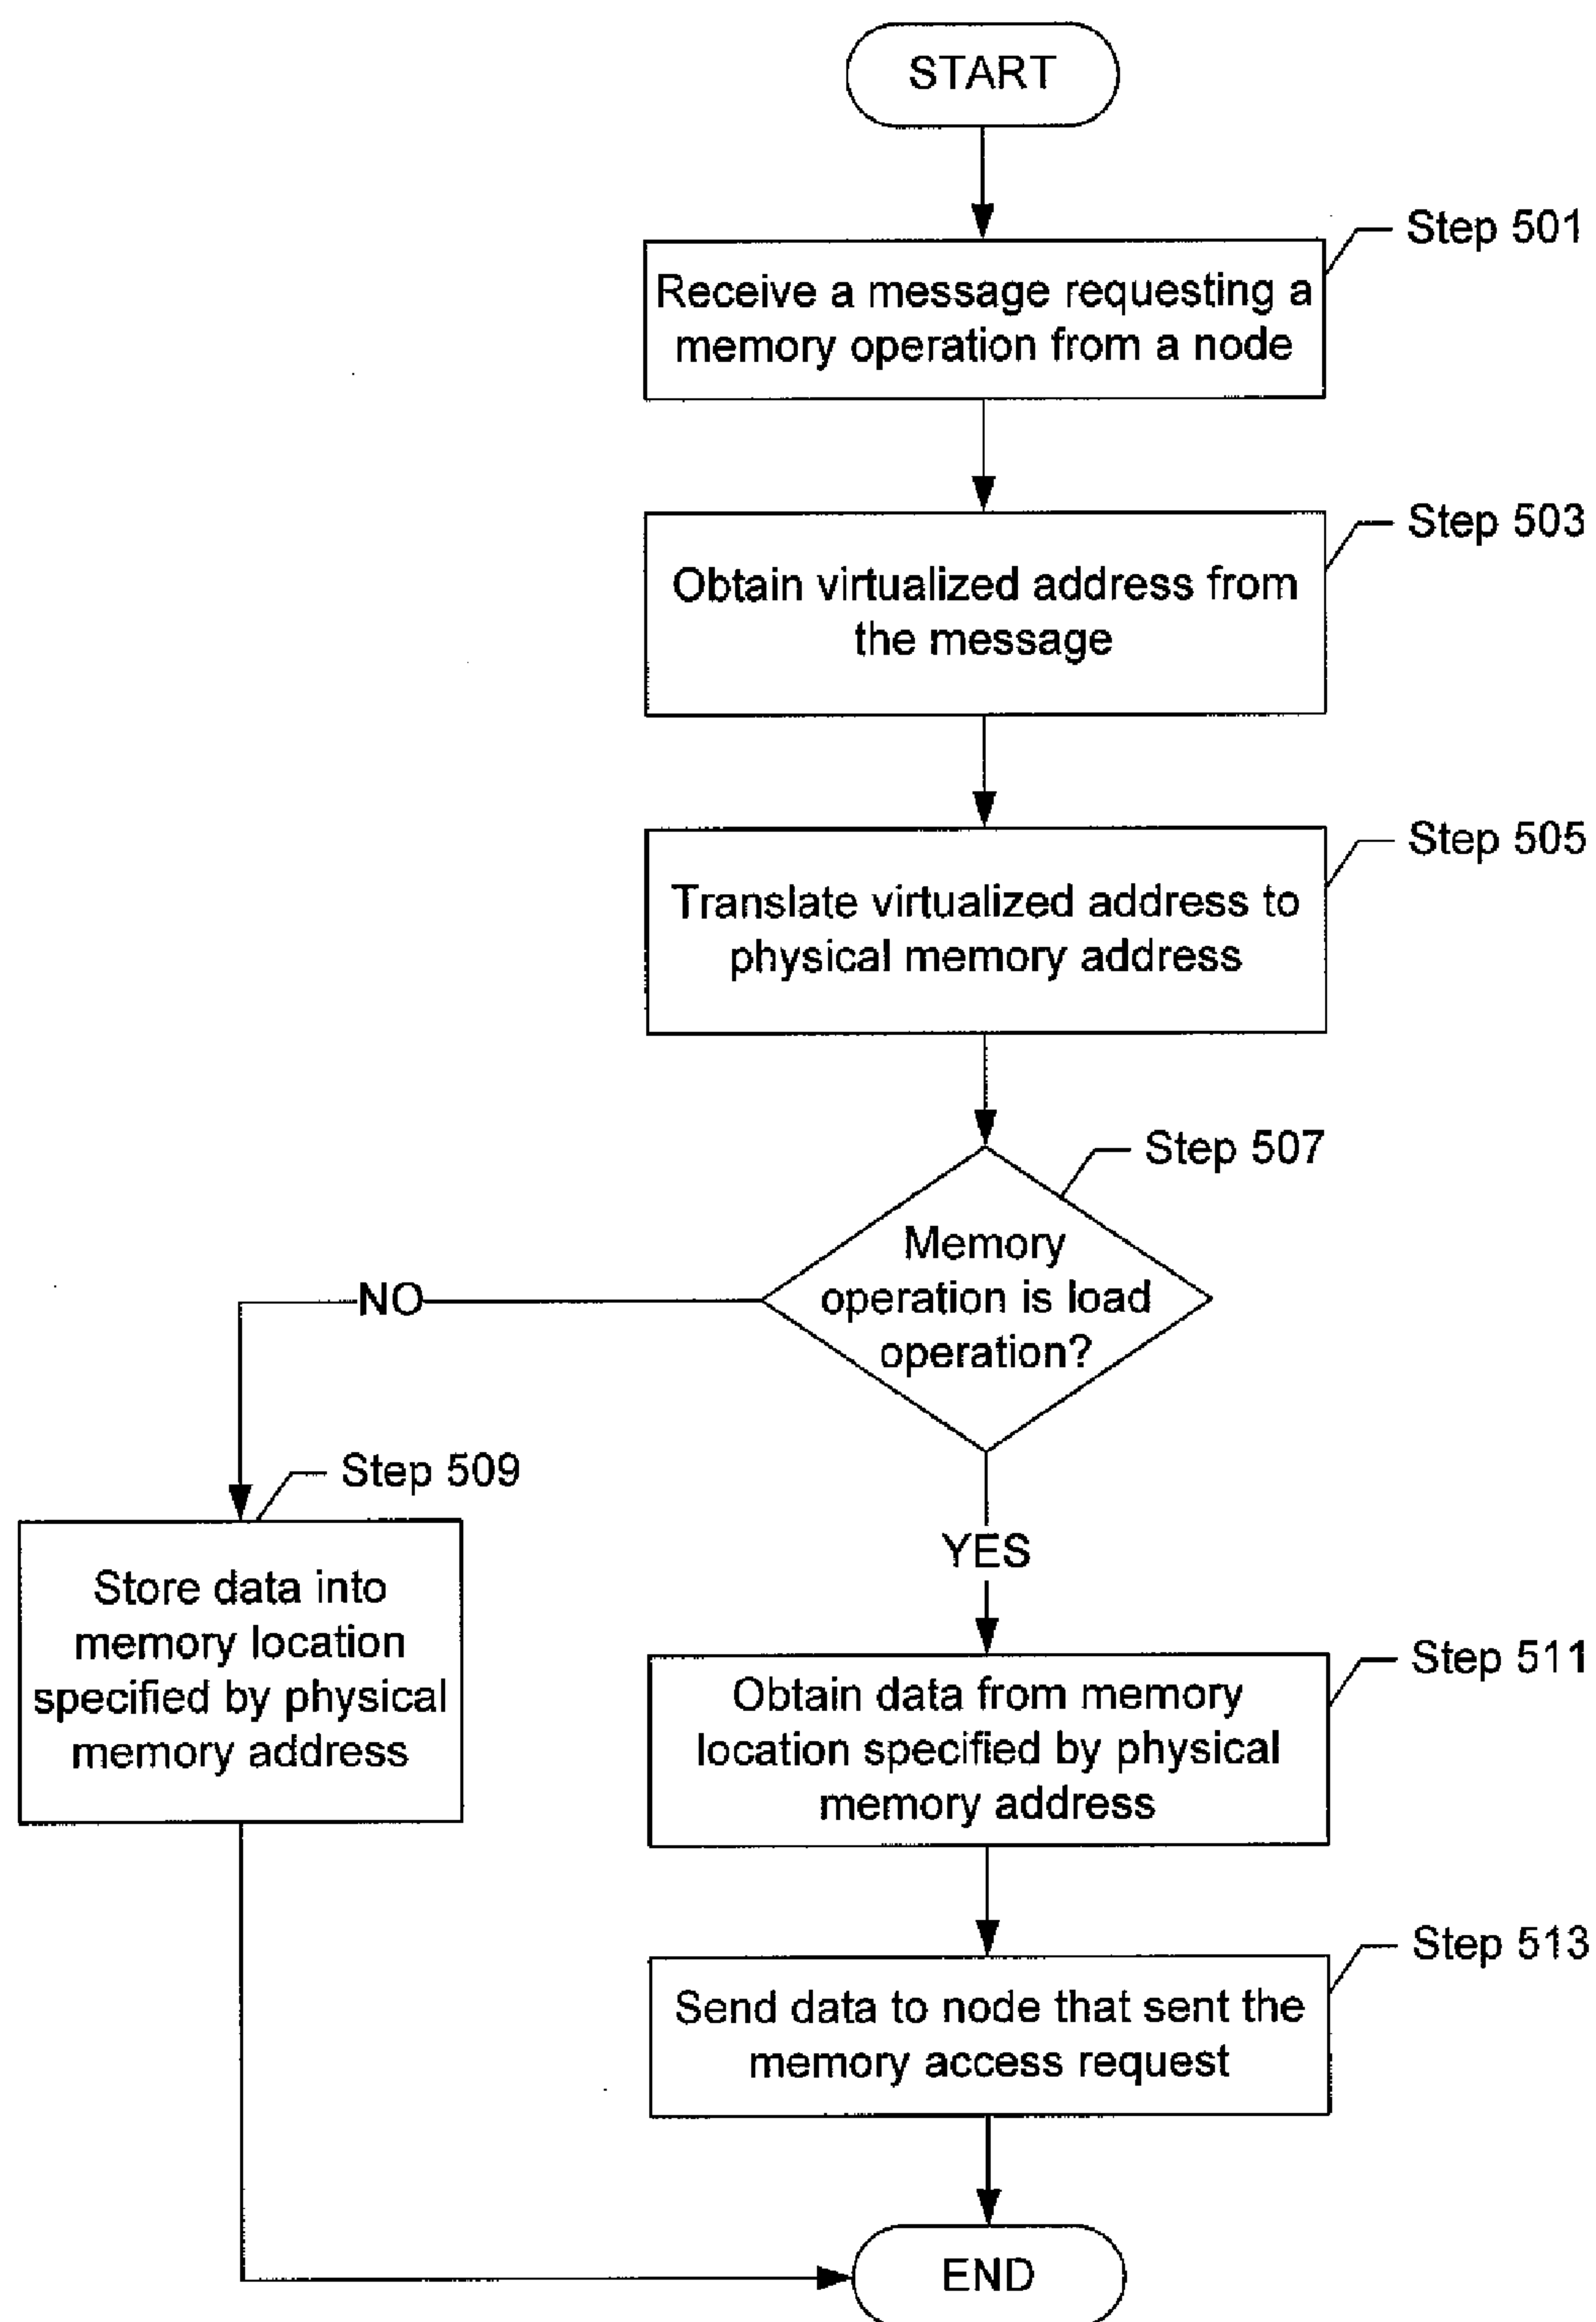 START
Step 501
Receive a message requesting a
memory operation from a node
Step 503
Obtain virtualized address from
the message
Step 505
Translate virtualized address to
physical memory address
Step 507
Memory
operation is load
operation?
NO
Step 509
Store data into
memory location
specified by physical
memory address
YES
Step 511
Obtain data from memory
location specified by physical
memory address
Step 513
Send data to node that sent the
memory access request
END